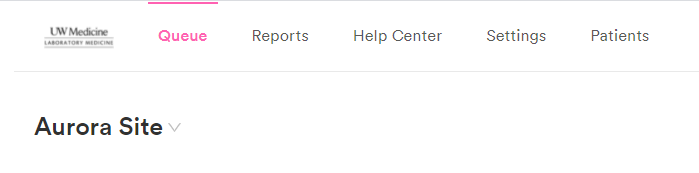 UW Medicine
LABORATORY MEDICINE
Queue Reports Help Center Settings Patients
Aurora Site